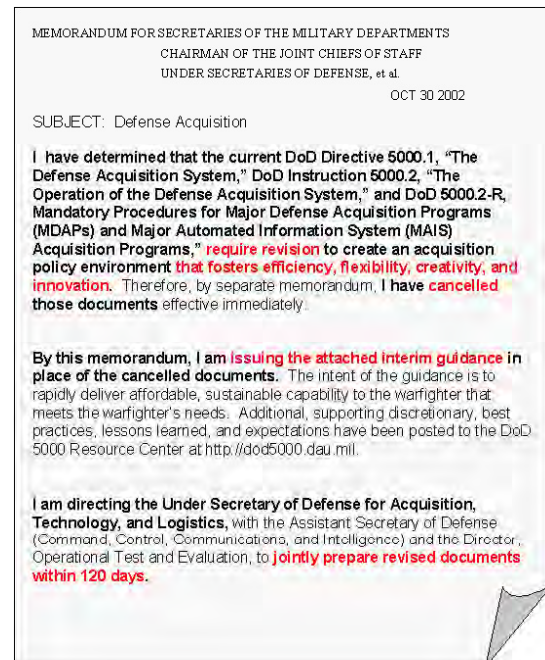 MEMORANDUM FOR SECRETARIES OF THE MILITARY DEPARTMENTS
CHAIRMAN OF THE JOINT CHIEFS OF STAFF
UNDER SECRETARIES OF DEFENSE, et al.
OCT 30 2002
SUBJECT: Defense Acquisition
I have determined that the current DoD Directive 5000.1, “The
Defense Acquisition System,” DoD Instruction 5000.2, “The
Operation of the Defense Acquisition System,” and DoD 5000.2-R,
Mandatory Procedures for Major Defense Acquisition Programs
(MDAPs) and Major Automated Information System (MAIS)
Acquisition Programs,” require revision to create an acquisition
policy environment that fosters efficiency, flexibility, creativity, and
innovation. Therefore, by separate memorandum, I have cancelled
those documents effective immediately.
By this memorandum, I am issuing the attached interim guidance in
place of the cancelled documents. The intent of the guidance is to
rapidly deliver affordable, sustainable capability to the warfighter that
meets the warfighter's needs. Additional, supporting discretionary, best
practices, lessons learned, and expectations have been posted to the DoD
5000 Resource Center at http://dod5000.dau.mil.
I am directing the Under Secretary of Defense for Acquisition,
Technology, and Logistics, with the Assistant Secretary of Defense
(Command, Control, Communications, and Intelligence) and the Director,
Operational Test and Evaluation, to jointly prepare revised documents
within 120 days.